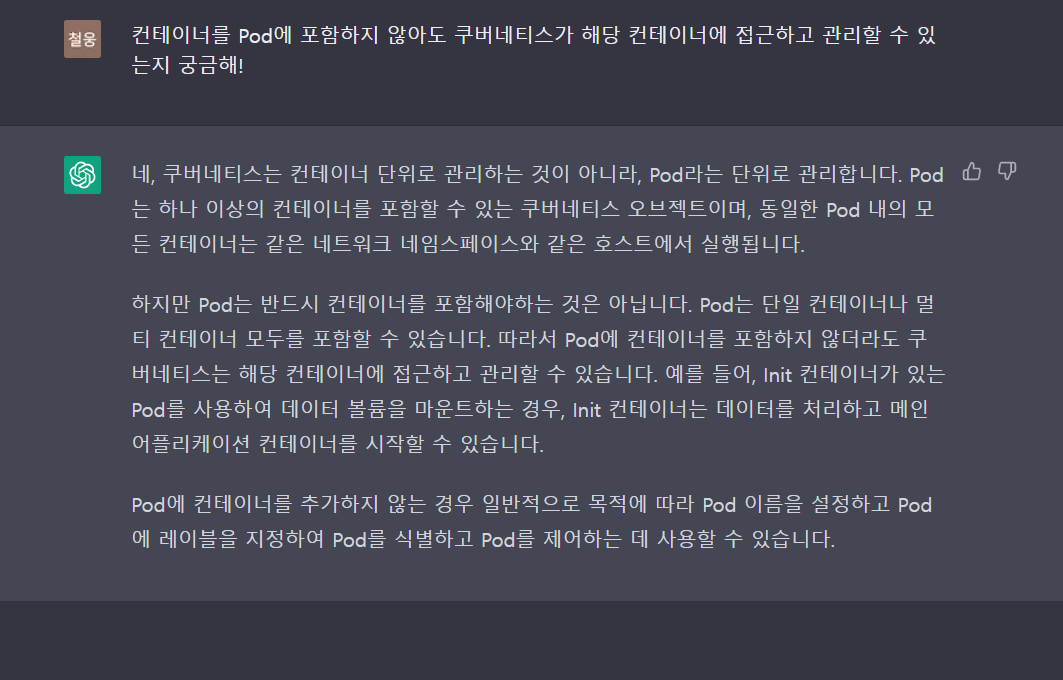 철웅
컨테이너를 Pod에 포함하지 않아도 쿠버네티스가 해당 컨테이너에 접근하고 관리할 수 있
는지 궁금해!
네, 쿠버네티스는 컨테이너 단위로 관리하는 것이 아니라, Pod라는 단위로 관리합니다. Pod
는 하나 이상의 컨테이너를 포함할 수 있는 쿠버네티스 오브젝트이며, 동일한 Pod 내의 모
든 컨테이너는 같은 네트워크 네임스페이스와 같은 호스트에서 실행됩니다.
하지만 Pod는 반드시 컨테이너를 포함해야하는 것은 아닙니다. Pod는 단일 컨테이너나 멀
티 컨테이너 모두를 포함할 수 있습니다. 따라서 Pod에 컨테이너를 포함하지 않더라도 쿠
버네티스는 해당 컨테이너에 접근하고 관리할 수 있습니다. 예를 들어, Init 컨테이너가 있는
Pod를 사용하여 데이터 볼륨을 마운트하는 경우, Init 컨테이너는 데이터를 처리하고 메인
어플리케이션 컨테이너를 시작할 수 있습니다.
Pod에 컨테이너를 추가하지 않는 경우 일반적으로 목적에 따라 Pod 이름을 설정하고 Pod
에 레이블을 지정하여 Pod를 식별하고 Pod를 제어하는 데 사용할 수 있습니다.